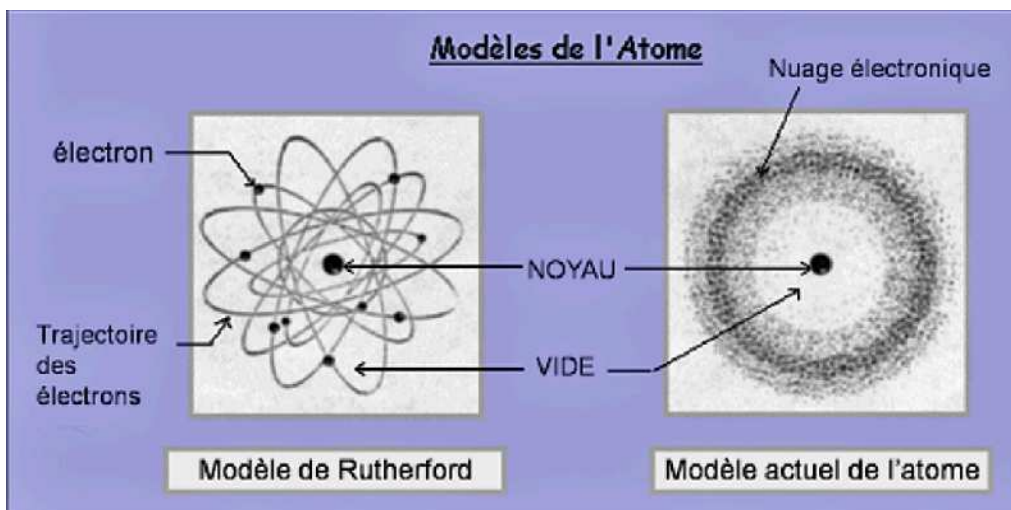 Modèles de l'Atome
Nuage électronique
électron
NOYAU
Trajectoire
des
électrons
VIDE
Modèle de Rutherford
Modèle actuel de l'atome